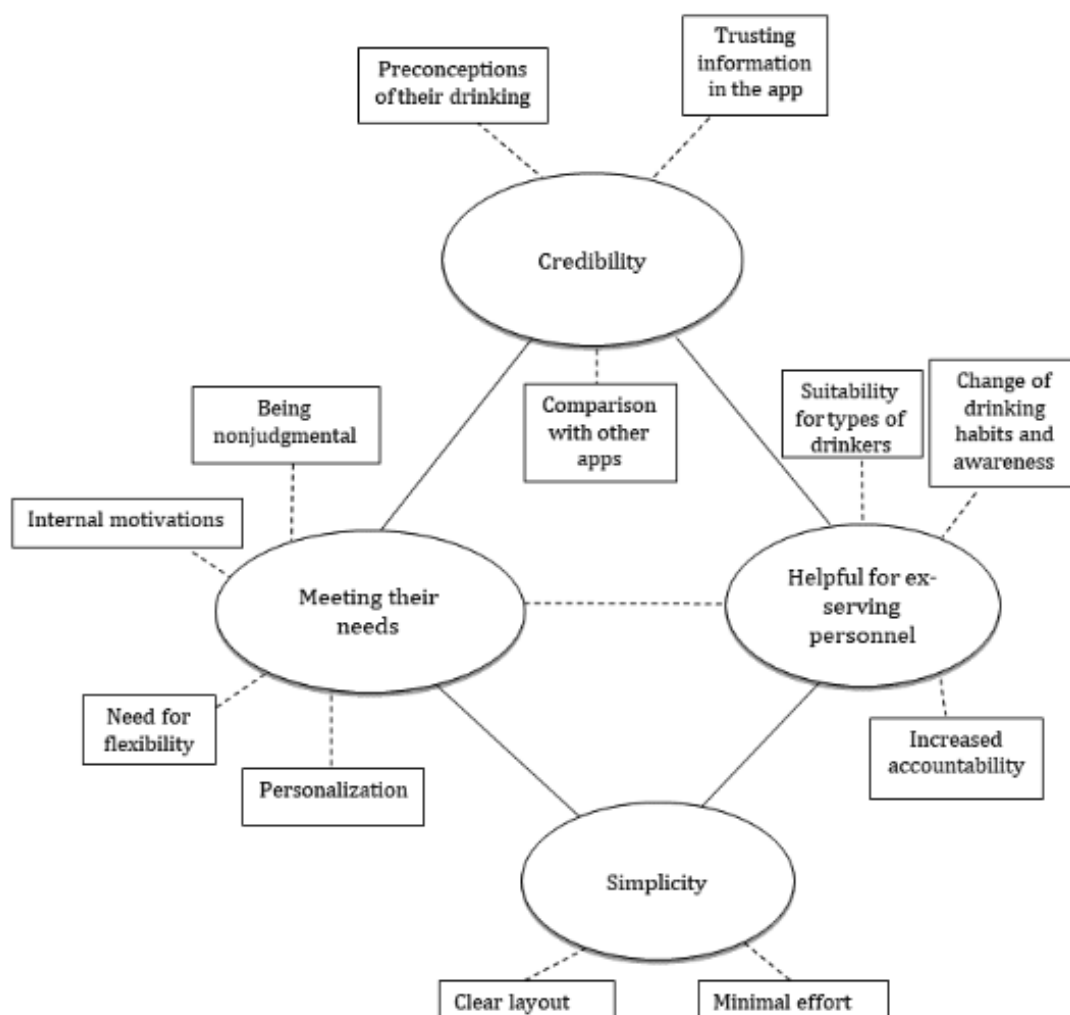 Trusting
information
in the app
Preconceptions
of their drinking
Credibility
Being
nonjudgmental
Comparison
with other
apps
Suitability
for types of
drinkers
Change of
drinking
habits and
awareness
Internal motivations
Meeting their
needs
Helpful for ex-
serving
personnel
Need for
flexibility
Personalization
Increased
accountability
Simplicity
Clear layout
Minimal effort